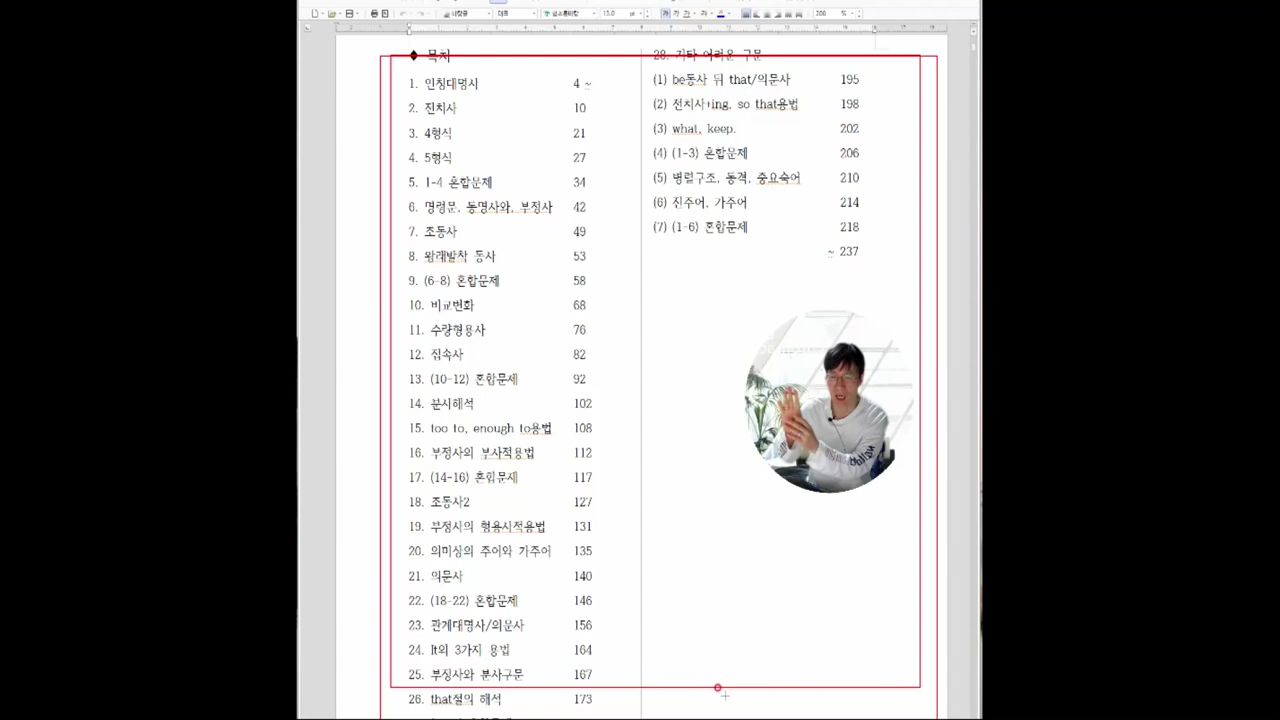 내장풀
대표
13.0
pt
200
%
◆ 목차
1. 인칭대명사 4 ~
2. 전치사 10
3. 4형식 21
4. 5형식 27
5. 1-4 혼합문제 34
6. 명령문, 동명사와, 부정사 42
7. 조동사 49
8. 왕래발착 동사 53
9. (6-8) 혼합문제 58
10. 비교변화 68
11. 수량형용사 76
12. 접속사 82
13. (10-12) 혼합문제 92
14. 분사해석 102
15. too to, enough to용법 108
16. 부정사의 부사적용법 112
17. (14-16) 혼합문제 117
18. 조동사2 127
19. 부정사의 형용사적용법 131
20. 의미상의 주어와 가주어 135
21. 의문사 140
22. (18-22) 혼합문제 146
23. 관계대명사/의문사 156
24. It의 3가지 용법 164
25. 부정사와 분사구문 167
26. that절의 해석 173
28. 기타 어려운 구문
(1) be동사 뒤 that/의문사 195
(2) 전치사+ing, so that용법 198
(3) what, keep. 202
(4) (1-3) 혼합문제 206
(5) 병렬구조, 동격, 중요숙어 210
(6) 진주어, 가주어 214
(7) (1-6) 혼합문제 218
~ 237